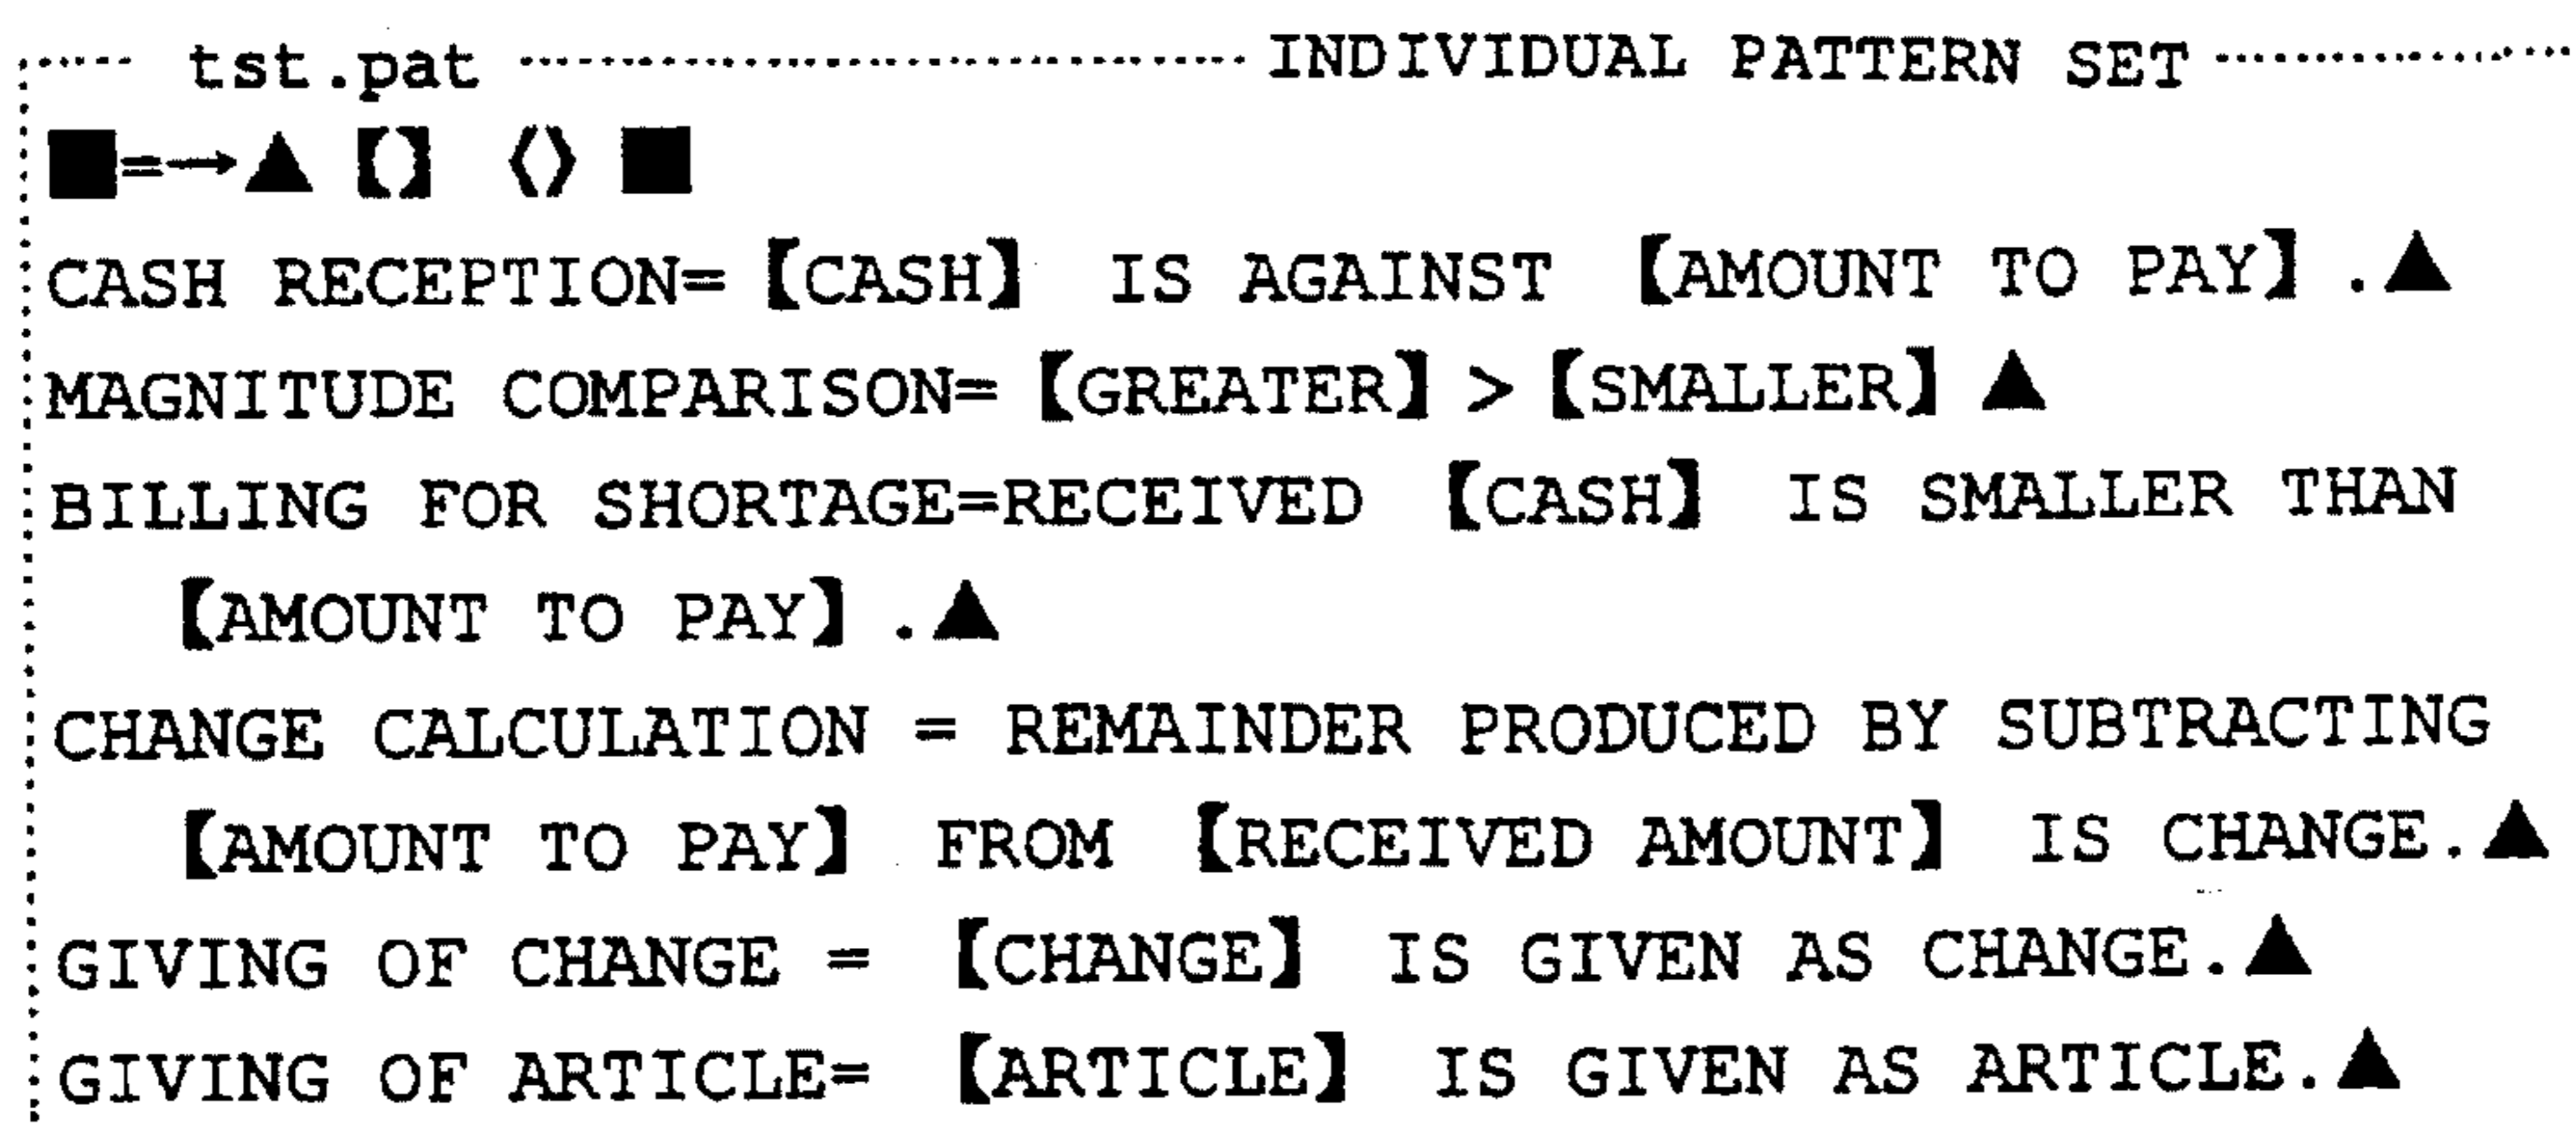 tst.pat INDIVIDUAL PATTERN SET
■=→▲【】 〈〉■
CASH RECEPTION=【CASH】 IS AGAINST 【AMOUNT TO PAY】.▲
MAGNITUDE COMPARISON=【GREATER】>【SMALLER】▲
BILLING FOR SHORTAGE=RECEIVED 【CASH】 IS SMALLER THAN
【AMOUNT TO PAY】.▲
CHANGE CALCULATION = REMAINDER PRODUCED BY SUBTRACTING
【AMOUNT TO PAY】 FROM 【RECEIVED AMOUNT】 IS CHANGE.▲
GIVING OF CHANGE = 【CHANGE】 IS GIVEN AS CHANGE.▲
GIVING OF ARTICLE= 【ARTICLE】 IS GIVEN AS ARTICLE.▲